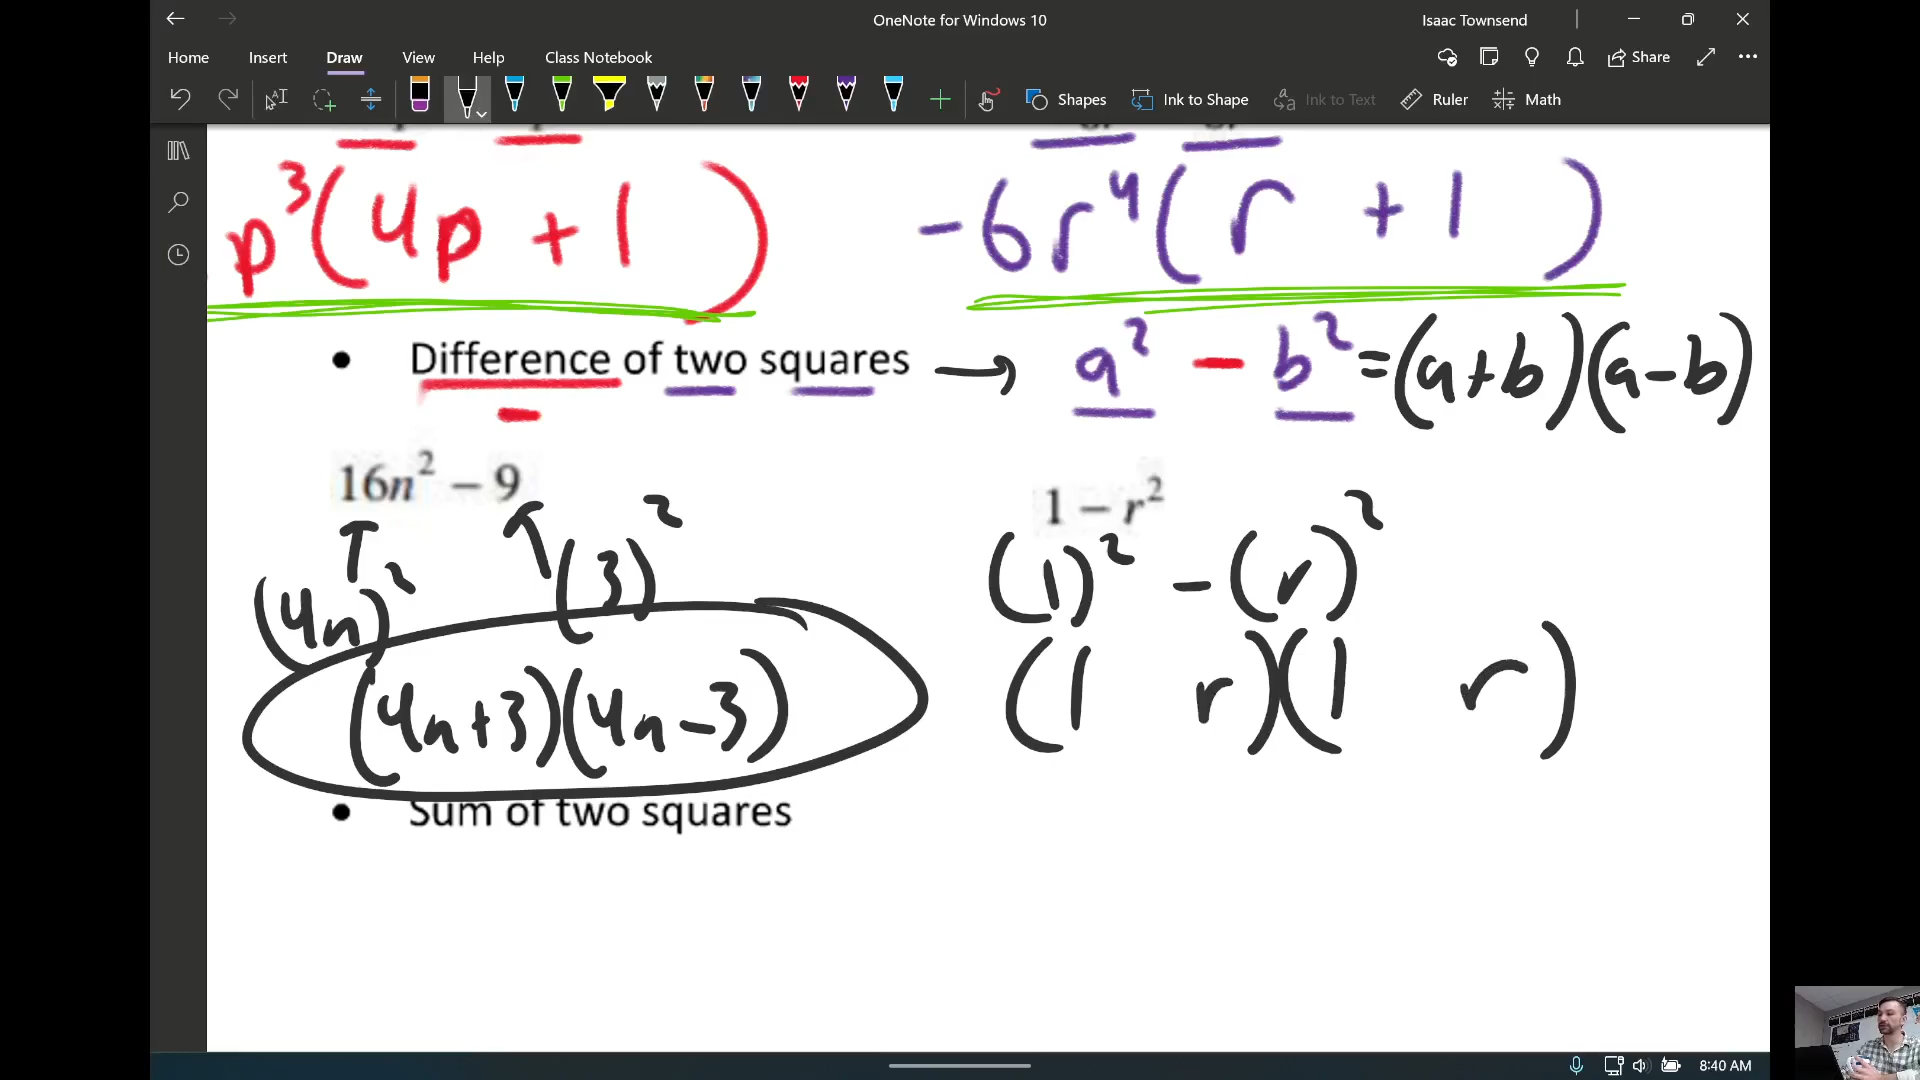 OneNote for Windows 10
Isaac Townsend
Home Insert Draw View Help Class Notebook
Share
Shapes Ink to Shape Ink to Text Ruler Math
p³(4p + 1)
-6r⁴(r + 1)
• Difference of two squares → a² - b² = (a+b)(a-b)
16n² − 9
1 − r²
(4n)² (3)²
(1)² - (r)²
(4n+3)(4n-3)
(1 r)(1 r)
• Sum of two squares
8:40 AM